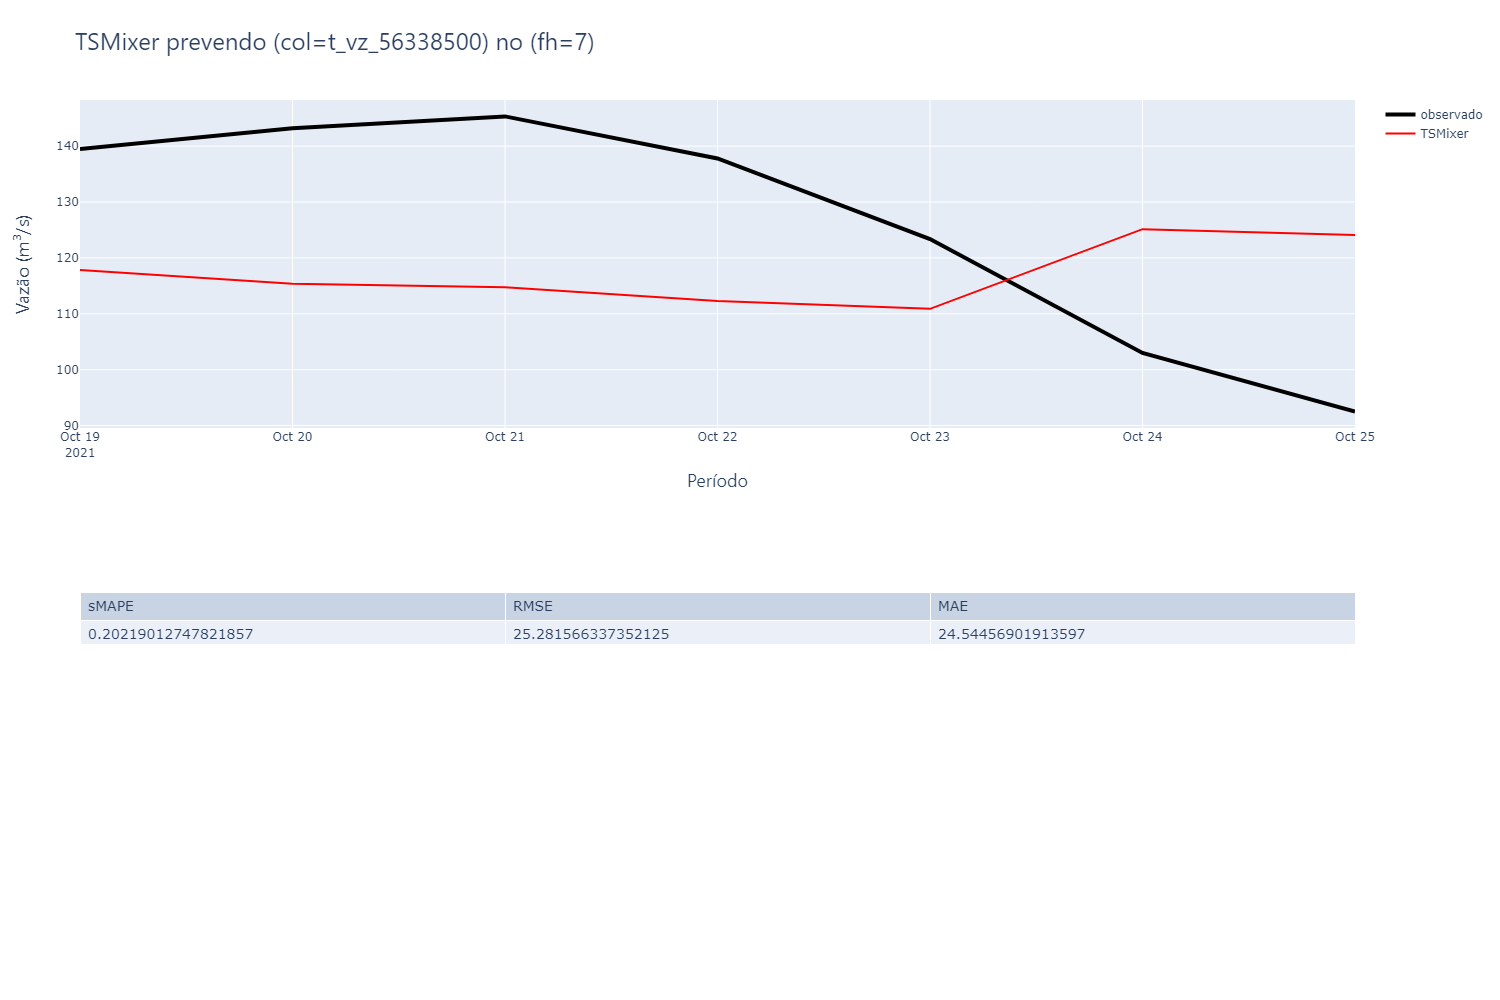 TSMixer prevendo (col=t_vz_56338500) no (fh=7)
observado
TSMixer
Vazão (m³/s)
140
130
120
110
100
90
Oct 19 Oct 20 Oct 21 Oct 22 Oct 23 Oct 24 Oct 25
2021
Período
sMAPE RMSE MAE
0.20219012747821857 25.281566337352125 24.54456901913597